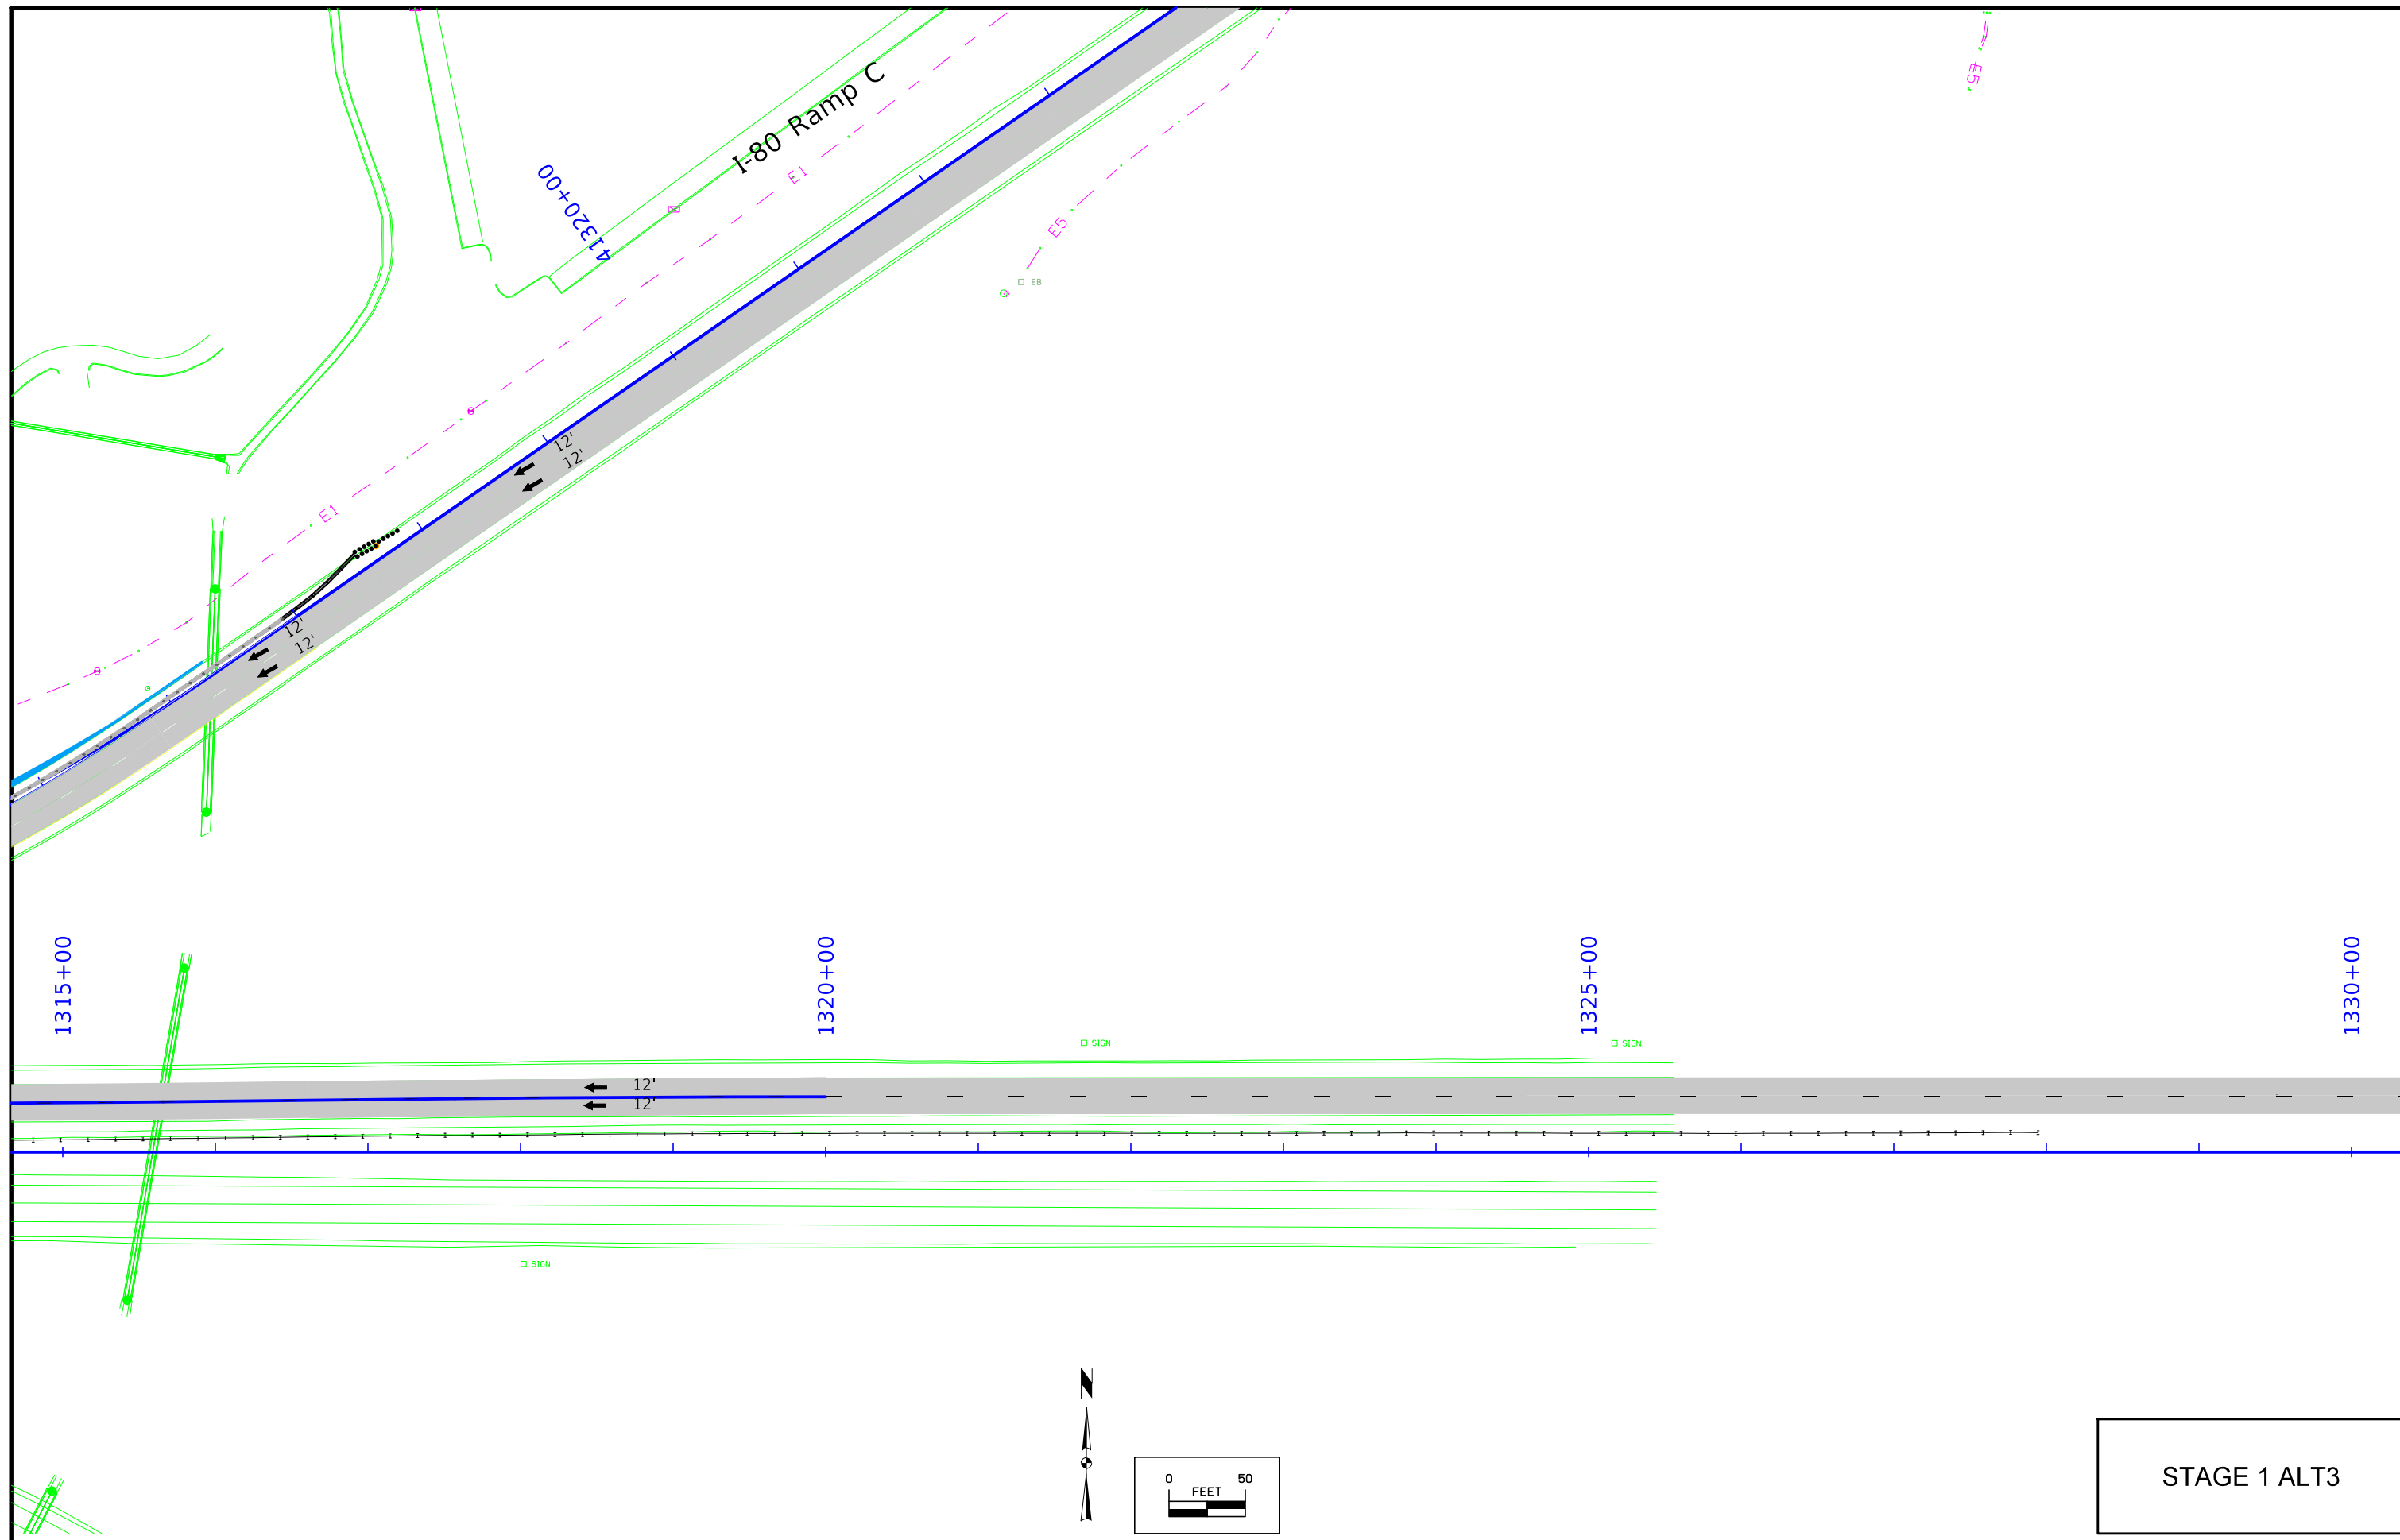 E5
I-80 Ramp C
E1
41320+00
E5
E8
12'
12'
E1
12'
12'
1315+00
1320+00
1325+00
1330+00
SIGN
SIGN
12'
12'
SIGN
N
0 50
FEET
STAGE 1 ALT3